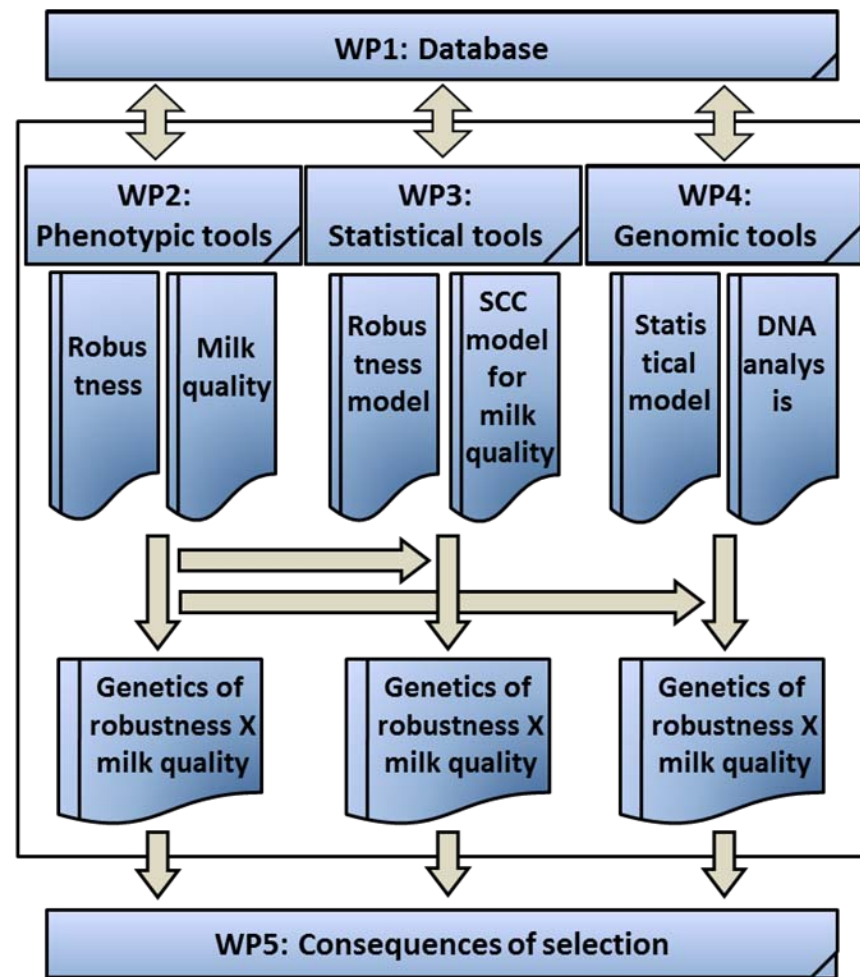 WP1: Database
WP2:
Phenotypic tools
WP3:
Statistical tools
WP4:
Genomic tools
Robus
tness
Milk
quality
Robus
tness
model
SCC
model
for
milk
quality
Statis
tical
model
DNA
analys
is
Genetics of
robustness X
milk quality
Genetics of
robustness X
milk quality
Genetics of
robustness X
milk quality
WP5: Consequences of selection